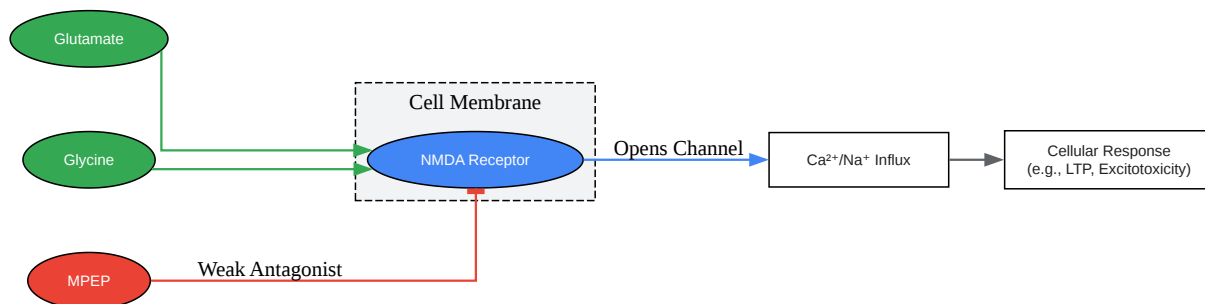 Glutamate
Cell Membrane
Glycine
NMDA Receptor
Opens Channel
Ca²⁺/Na⁺ Influx
Cellular Response
(e.g., LTP, Excitotoxicity)
MPEP
Weak Antagonist